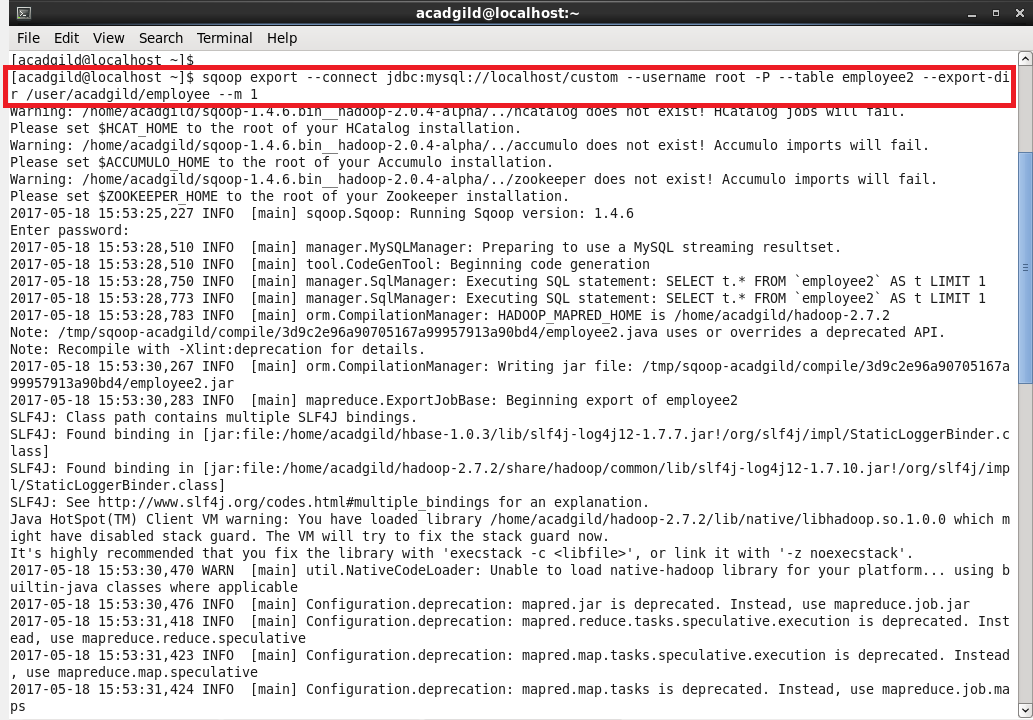 acadgild@localhost:~
File Edit View Search Terminal Help
[acadgild@localhost ~]$
[acadgild@localhost ~]$ sqoop export --connect jdbc:mysql://localhost/custom --username root -P --table employee2 --export-di
r /user/acadgild/employee --m 1
Warning: /home/acadgild/sqoop-1.4.6.bin__hadoop-2.0.4-alpha/../hcatalog does not exist! HCatalog jobs will fail.
Please set $HCAT_HOME to the root of your HCatalog installation.
Warning: /home/acadgild/sqoop-1.4.6.bin__hadoop-2.0.4-alpha/../accumulo does not exist! Accumulo imports will fail.
Please set $ACCUMULO_HOME to the root of your Accumulo installation.
Warning: /home/acadgild/sqoop-1.4.6.bin__hadoop-2.0.4-alpha/../zookeeper does not exist! Accumulo imports will fail.
Please set $ZOOKEEPER_HOME to the root of your Zookeeper installation.
2017-05-18 15:53:25,227 INFO  [main] sqoop.Sqoop: Running Sqoop version: 1.4.6
Enter password:
2017-05-18 15:53:28,510 INFO  [main] manager.MySQLManager: Preparing to use a MySQL streaming resultset.
2017-05-18 15:53:28,510 INFO  [main] tool.CodeGenTool: Beginning code generation
2017-05-18 15:53:28,750 INFO  [main] manager.SqlManager: Executing SQL statement: SELECT t.* FROM `employee2` AS t LIMIT 1
2017-05-18 15:53:28,773 INFO  [main] manager.SqlManager: Executing SQL statement: SELECT t.* FROM `employee2` AS t LIMIT 1
2017-05-18 15:53:28,783 INFO  [main] orm.CompilationManager: HADOOP_MAPRED_HOME is /home/acadgild/hadoop-2.7.2
Note: /tmp/sqoop-acadgild/compile/3d9c2e96a90705167a99957913a90bd4/employee2.java uses or overrides a deprecated API.
Note: Recompile with -Xlint:deprecation for details.
2017-05-18 15:53:30,267 INFO  [main] orm.CompilationManager: Writing jar file: /tmp/sqoop-acadgild/compile/3d9c2e96a90705167a
99957913a90bd4/employee2.jar
2017-05-18 15:53:30,283 INFO  [main] mapreduce.ExportJobBase: Beginning export of employee2
SLF4J: Class path contains multiple SLF4J bindings.
SLF4J: Found binding in [jar:file:/home/acadgild/hbase-1.0.3/lib/slf4j-log4j12-1.7.7.jar!/org/slf4j/impl/StaticLoggerBinder.c
lass]
SLF4J: Found binding in [jar:file:/home/acadgild/hadoop-2.7.2/share/hadoop/common/lib/slf4j-log4j12-1.7.10.jar!/org/slf4j/imp
l/StaticLoggerBinder.class]
SLF4J: See http://www.slf4j.org/codes.html#multiple_bindings for an explanation.
Java HotSpot(TM) Client VM warning: You have loaded library /home/acadgild/hadoop-2.7.2/lib/native/libhadoop.so.1.0.0 which m
ight have disabled stack guard. The VM will try to fix the stack guard now.
It's highly recommended that you fix the library with 'execstack -c <libfile>', or link it with '-z noexecstack'.
2017-05-18 15:53:30,470 WARN  [main] util.NativeCodeLoader: Unable to load native-hadoop library for your platform... using b
uiltin-java classes where applicable
2017-05-18 15:53:30,476 INFO  [main] Configuration.deprecation: mapred.jar is deprecated. Instead, use mapreduce.job.jar
2017-05-18 15:53:31,418 INFO  [main] Configuration.deprecation: mapred.reduce.tasks.speculative.execution is deprecated. Inst
ead, use mapreduce.reduce.speculative
2017-05-18 15:53:31,423 INFO  [main] Configuration.deprecation: mapred.map.tasks.speculative.execution is deprecated. Instead
, use mapreduce.map.speculative
2017-05-18 15:53:31,424 INFO  [main] Configuration.deprecation: mapred.map.tasks is deprecated. Instead, use mapreduce.job.ma
ps